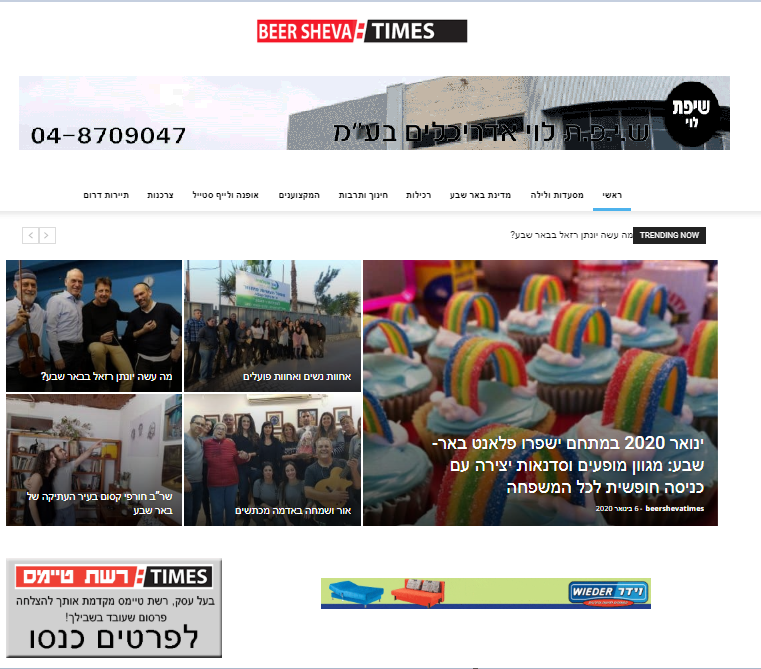 BEER SHEVA TIMES
שיפת
לוי
ש.י.פ.ת לוי אדריכלים בע"מ
04-8709047
ראשי מסעדות ולילה מדינת באר שבע רכילות חינוך ותרבות המקצוענים אופנה ולייף סטייל צרכנות תיירות דרום
TRENDING NOW
מה עשה יונתן רזאל בבאר שבע?
ינואר 2020 במתחם ישפרו פלאנט באר-
שבע: מגוון מופעים וסדנאות יצירה עם
כניסה חופשית לכל המשפחה
beershevatimes - 6 בינואר 2020
אחוות נשים ואחוות פועלים
מה עשה יונתן רזאל בבאר שבע?
אור ושמחה באדמה מכתשים
שר"ב חורפי קסום בעיר העתיקה של
באר שבע
WIEDER וידר
רשת טיימס TIMES
בעל עסק, רשת טיימס מקדמת אותך להצלחה
פרסום שעובד בשבילך!
לפרטים כנסו